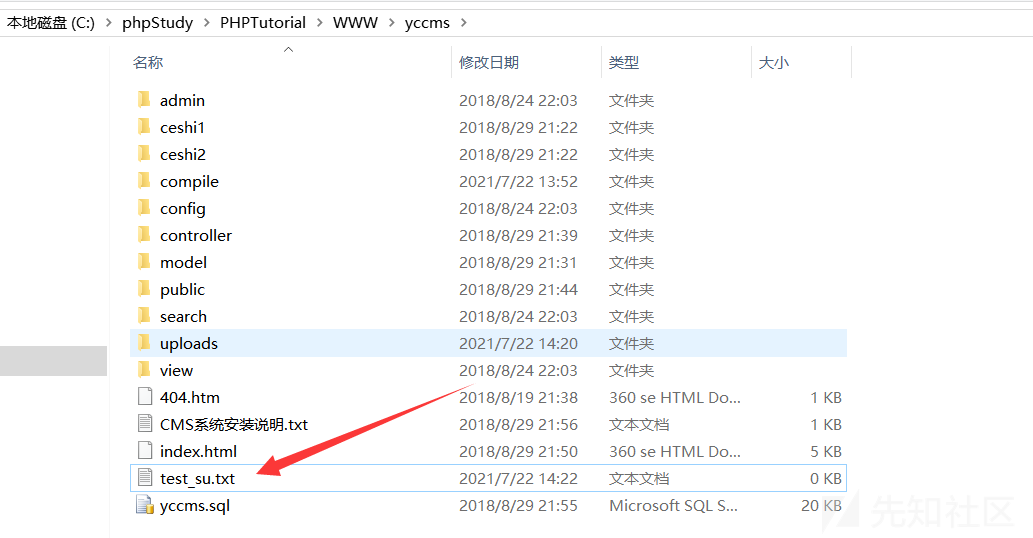 本地磁盘 (C:) > phpStudy > PHPTutorial > WWW > yccms >
名称 修改日期 类型 大小
admin 2018/8/24 22:03 文件夹
ceshi1 2018/8/29 21:22 文件夹
ceshi2 2018/8/29 21:22 文件夹
compile 2021/7/22 13:52 文件夹
config 2018/8/24 22:03 文件夹
controller 2018/8/29 21:39 文件夹
model 2018/8/29 21:31 文件夹
public 2018/8/29 21:44 文件夹
search 2018/8/24 22:03 文件夹
uploads 2021/7/22 14:20 文件夹
view 2018/8/24 22:03 文件夹
404.htm 2018/8/19 21:38 360 se HTML Do... 1 KB
CMS系统安装说明.txt 2018/8/29 21:56 文本文档 1 KB
index.html 2018/8/29 21:50 360 se HTML Do... 5 KB
test_su.txt 2021/7/22 14:22 文本文档 0 KB
yccms.sql 2018/8/29 21:55 Microsoft SQL S... 20 KB
先知社区